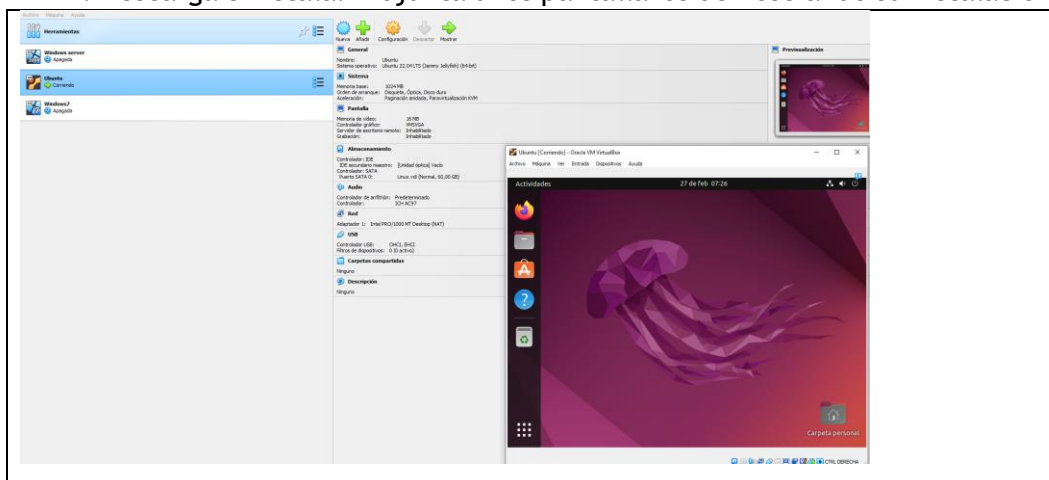 Archivo Máquina Ayuda
Herramientas
Nueva Añadir Configuración Descartar Mostrar
Windows server
Apagada
Ubuntu
Corriendo
Windows7
Apagada
General
Nombre: Ubuntu
Sistema operativo: Ubuntu 22.04 LTS (Jammy Jellyfish) (64-bit)
Sistema
Memoria base: 1024 MB
Orden de arranque: Disquete, Óptica, Disco duro
Aceleración: Paginación anidada, Paravirtualización KVM
Pantalla
Memoria de vídeo: 16 MB
Controlador gráfico: VMSVGA
Servidor de escritorio remoto: Inhabilitado
Grabación: Inhabilitado
Almacenamiento
Controlador: IDE
IDE secundario maestro: [Unidad óptica] Vacío
Controlador: SATA
Puerto SATA 0: Linux.vdi (Normal, 60,00 GB)
Audio
Controlador de anfitrión: Predeterminado
Controlador: ICH AC97
Red
Adaptador 1: Intel PRO/1000 MT Desktop (NAT)
USB
Controlador USB: OHCI, EHCI
Filtros de dispositivos: 0 (0 activo)
Carpetas compartidas
Ninguno
Descripción
Ninguno
Previsualización
Ubuntu [Corriendo] - Oracle VM VirtualBox
Archivo Máquina Ver Entrada Dispositivos Ayuda
Actividades 27 de feb 07:26
Carpeta personal
CTRL DERECHA